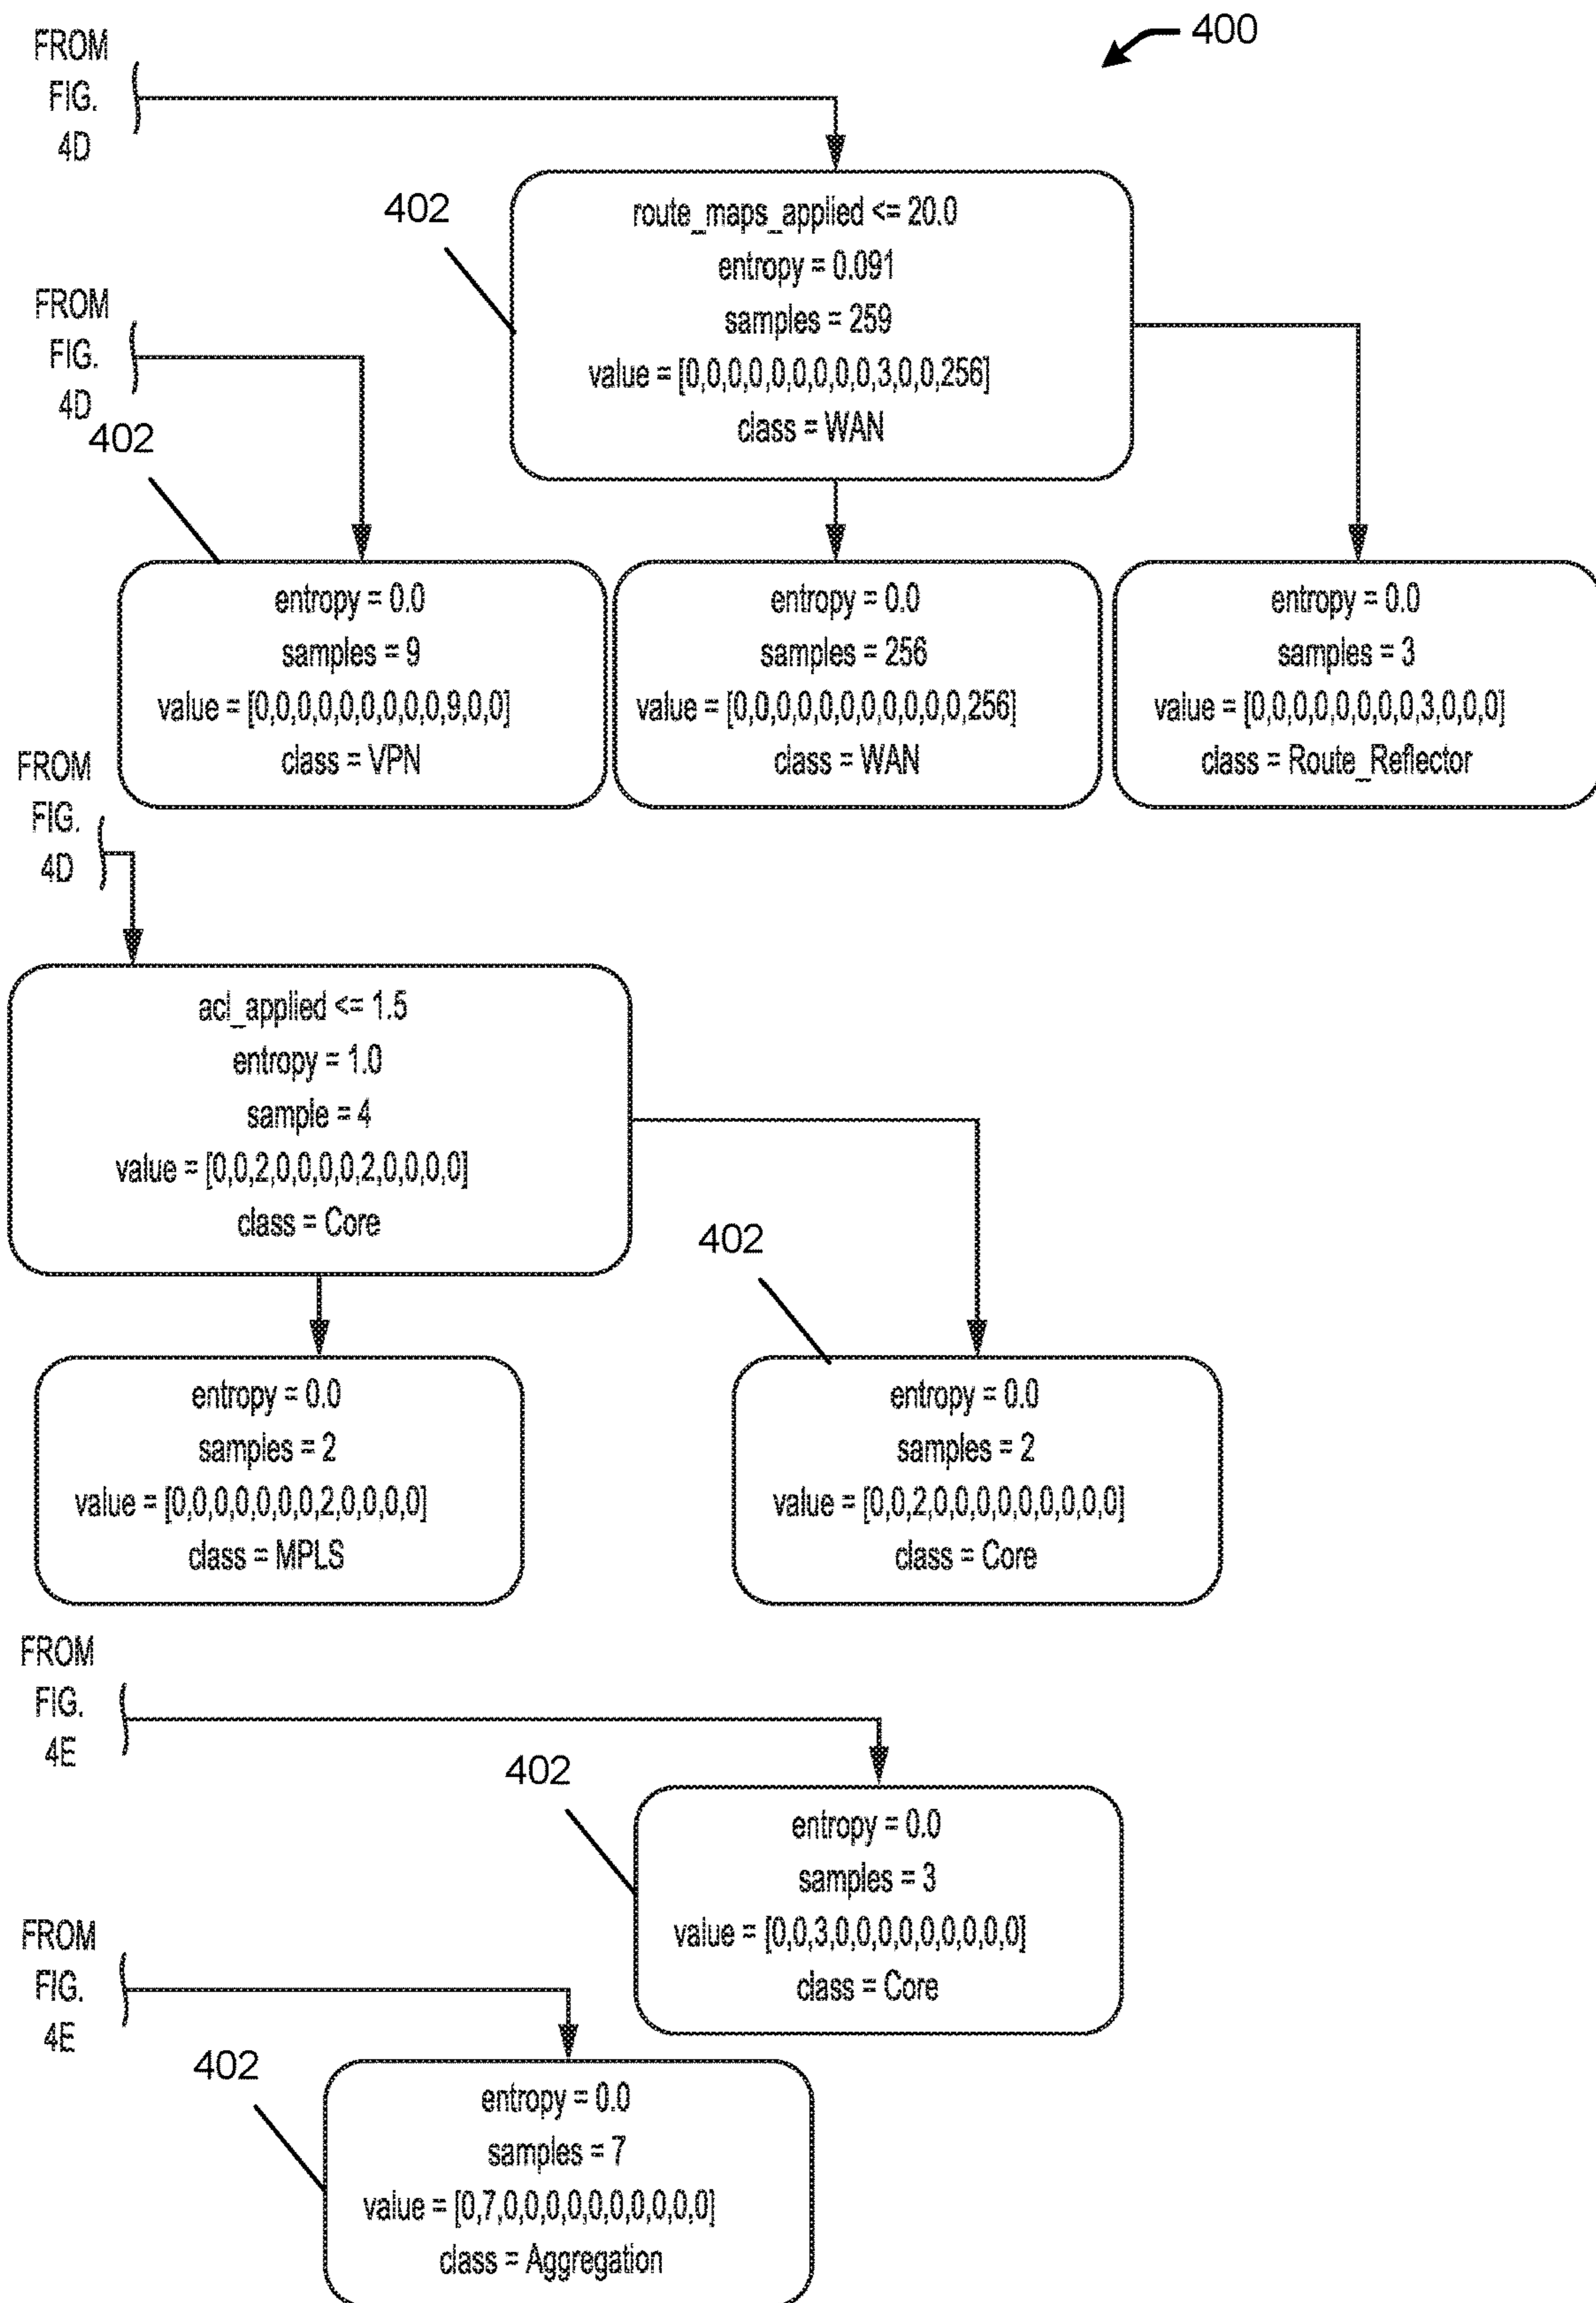 400
FROM
FIG.
4D
402
route_maps_applied <= 20.0
entropy = 0.091
samples = 259
value = [0,0,0,0,0,0,0,0,0,3,0,0,256]
class = WAN
FROM
FIG.
4D
402
entropy = 0.0
samples = 9
value = [0,0,0,0,0,0,0,0,0,9,0,0]
class = VPN
entropy = 0.0
samples = 256
value = [0,0,0,0,0,0,0,0,0,0,0,256]
class = WAN
entropy = 0.0
samples = 3
value = [0,0,0,0,0,0,0,0,3,0,0,0]
class = Route_Reflector
FROM
FIG.
4D
acl_applied <= 1.5
entropy = 1.0
sample = 4
value = [0,0,2,0,0,0,0,2,0,0,0,0]
class = Core
402
entropy = 0.0
samples = 2
value = [0,0,0,0,0,0,0,2,0,0,0,0]
class = MPLS
entropy = 0.0
samples = 2
value = [0,0,2,0,0,0,0,0,0,0,0,0]
class = Core
FROM
FIG.
4E
402
entropy = 0.0
samples = 3
value = [0,0,3,0,0,0,0,0,0,0,0,0]
class = Core
FROM
FIG.
4E
402
entropy = 0.0
samples = 7
value = [0,7,0,0,0,0,0,0,0,0,0,0]
class = Aggregation